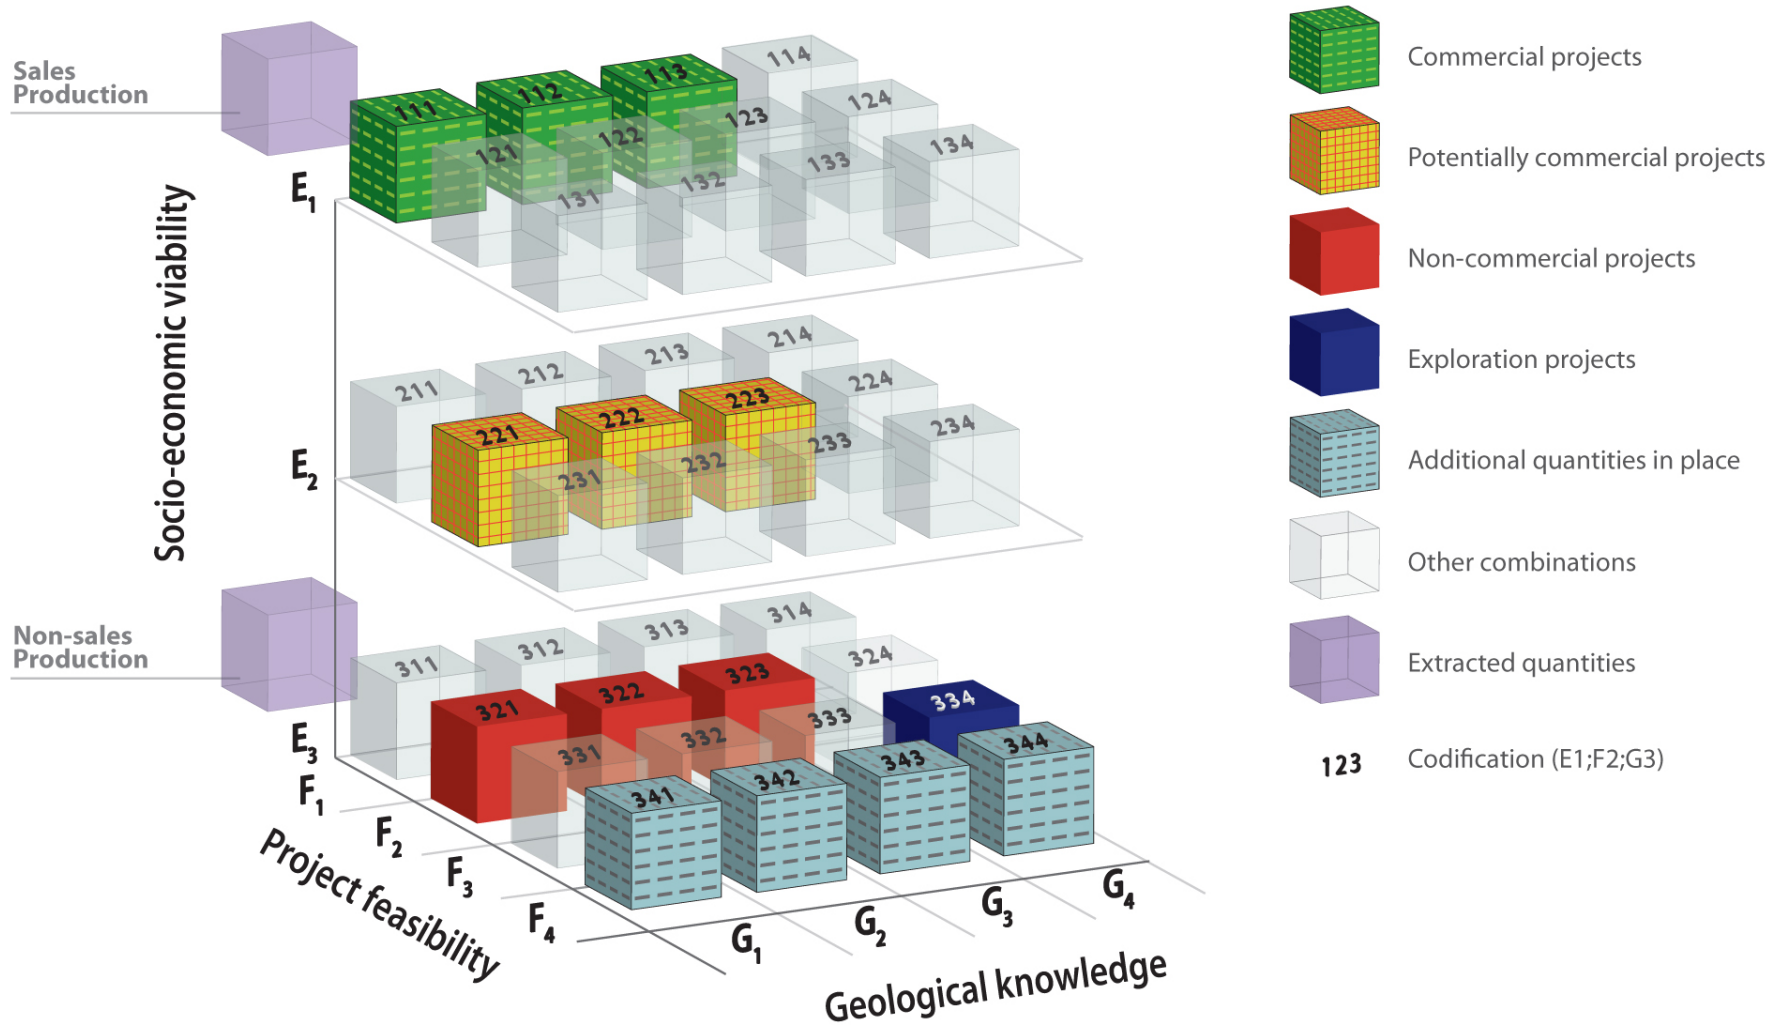 Sales
Production
Socio-economic viability
E1
111
112
113
114
121
122
123
124
131
132
133
134
E2
211
212
213
214
221
222
223
224
231
232
233
234
Non-sales
Production
E3
311
312
313
314
321
322
323
324
331
332
333
334
341
342
343
344
F1
F2
F3
F4
Project feasibility
G1
G2
G3
G4
Geological knowledge
Commercial projects
Potentially commercial projects
Non-commercial projects
Exploration projects
Additional quantities in place
Other combinations
Extracted quantities
123 Codification (E1;F2;G3)